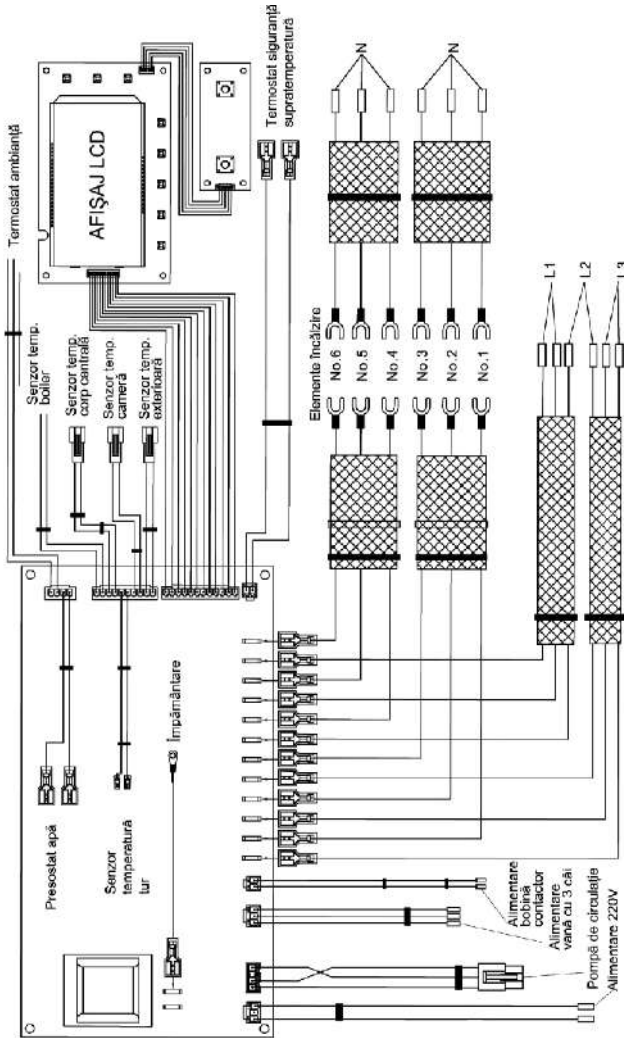 Termostat ambianță
AFIȘAJ LCD
Termostat siguranță
supratemperatură
Senzor temp.
boiler
Senzor temp.
corp centrală
Senzor temp.
cameră
Senzor temp.
exterioară
Presostat apă
Senzor
temperatură
tur
Împământare
Elemente încălzire
No.6
No.5
No.4
No.3
No.2
No.1
N
N
L1
L2
L3
Alimentare
bobină
contactor
Alimentare
vană cu 3 căi
Pompă de circulație
Alimentare 220V